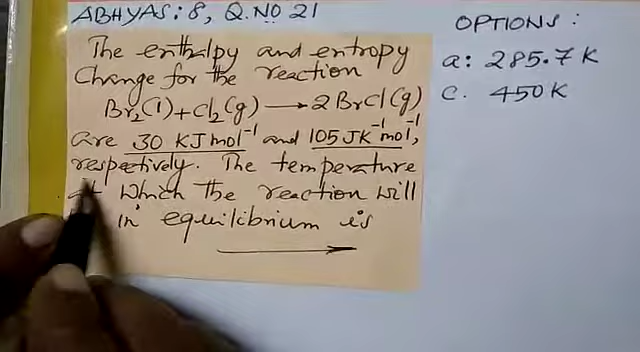 ABHYAS: 8, Q.NO 21
The enthalpy and entropy
Change for the reaction
Br₂(l) + Cl₂(g) → 2 BrCl(g)
are 30 KJ mol⁻¹ and 105 JK⁻¹ mol⁻¹,
respectively. The temperature
at which the reaction will
in equilibrium is
OPTIONS:
a: 285.7 K
c. 450 K